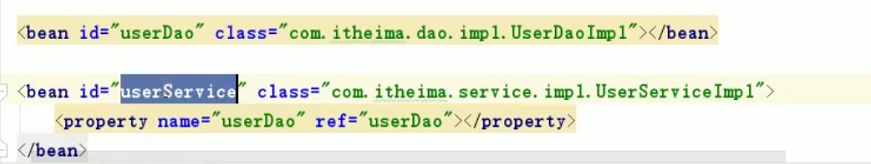 <bean id="userDao" class="com.itheima.dao.impl.UserDaoImpl"></bean>
<bean id="userService" class="com.itheima.service.impl.UserServiceImpl">
<property name="userDao" ref="userDao"></property>
</bean>